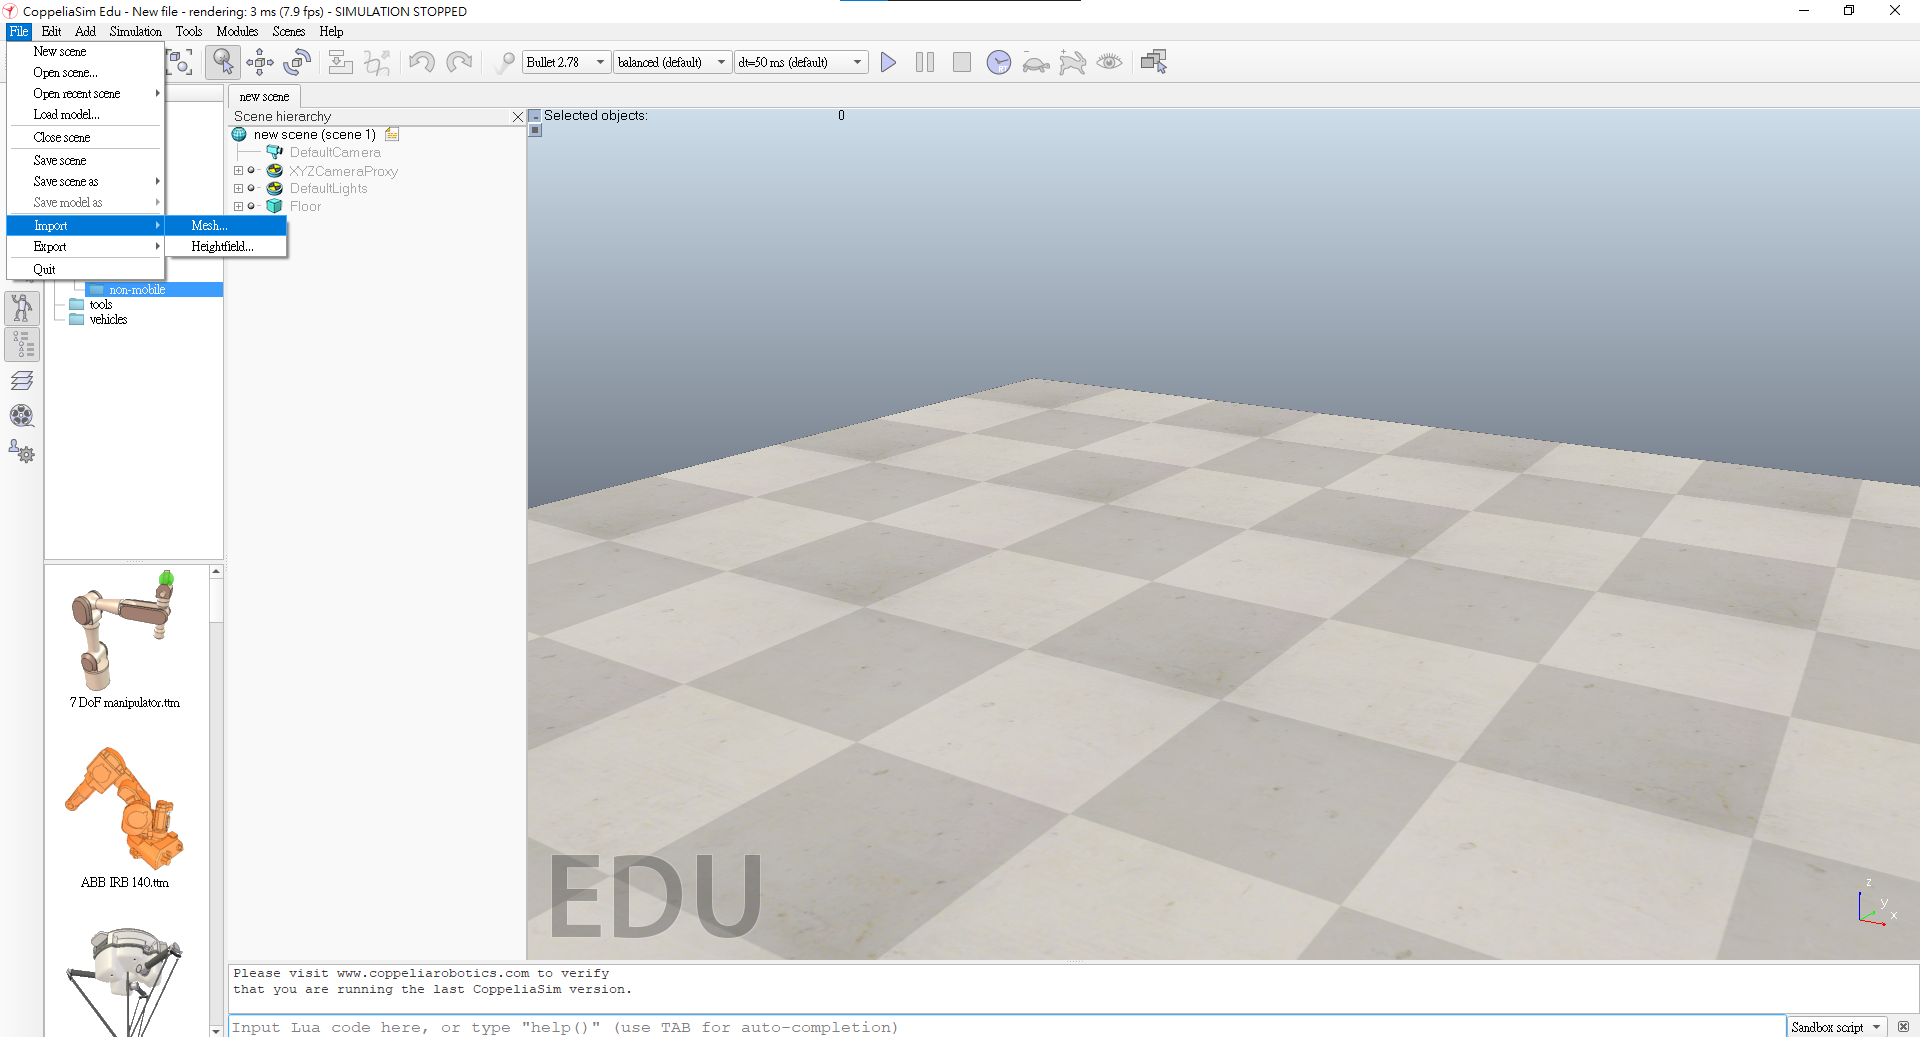 CoppeliaSim Edu - New file - rendering: 3 ms (7.9 fps) - SIMULATION STOPPED
File Edit Add Simulation Tools Modules Scenes Help
New scene
Open scene...
Open recent scene
Load model...
Close scene
Save scene
Save scene as
Save model as
Import
Export
Quit
Mesh...
Heightfield...
Bullet 2.78
balanced (default)
dt=50 ms (default)
RT
non-mobile
tools
vehicles
7 DoF manipulator.ttm
ABB IRB 140.ttm
new scene
Scene hierarchy
new scene (scene 1)
DefaultCamera
XYZCameraProxy
DefaultLights
Floor
Selected objects: 0
EDU
z
y
x
Please visit www.coppeliarobotics.com to verify
that you are running the last CoppeliaSim version.
Input Lua code here, or type "help()" (use TAB for auto-completion)
Sandbox script